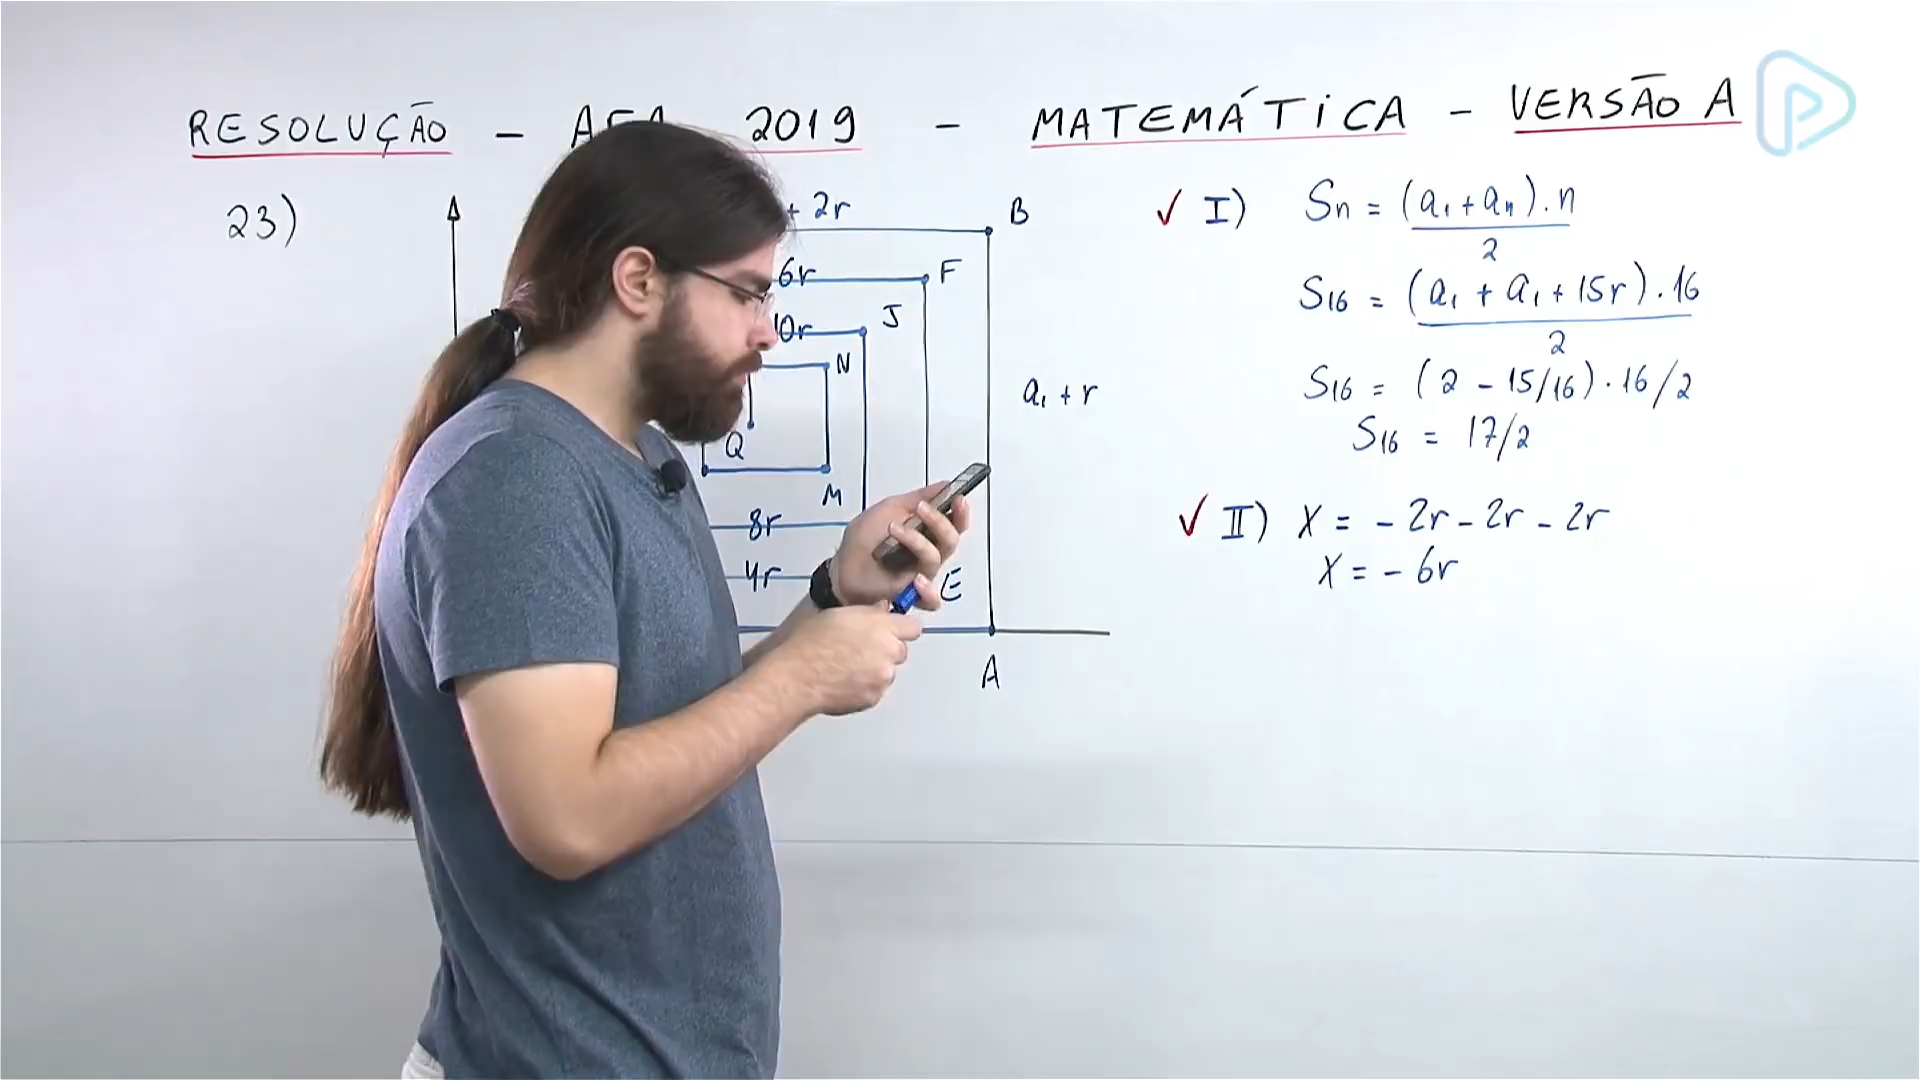 RESOLUÇÃO - AFA 2019 - MATEMÁTICA - VERSÃO A
23)
+ 2r
B
6r
F
10r
J
N
a₁ + r
Q
M
8r
4r
E
A
✓ I) Sn = (a₁ + aₙ) . n / 2
S16 = (a₁ + a₁ + 15r) . 16 / 2
S16 = (2 - 15/16) . 16/2
S16 = 17/2
✓ II) X = - 2r - 2r - 2r
X = - 6r